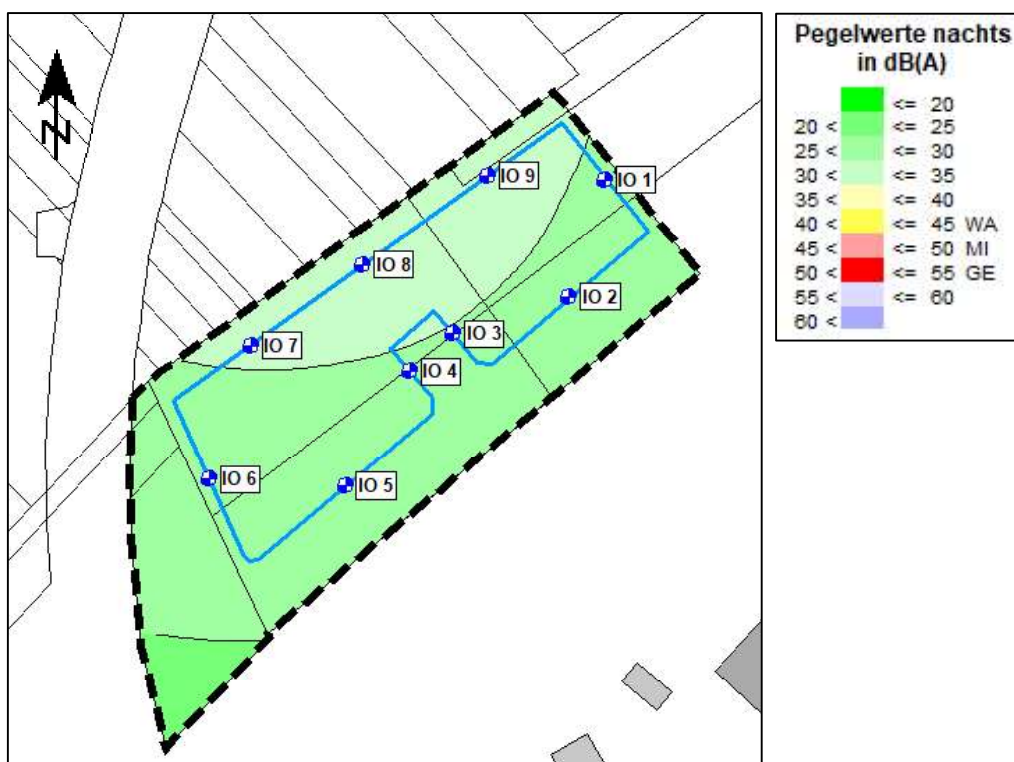 Pegelwerte nachts
in dB(A)
<= 20
20 < <= 25
25 < <= 30
30 < <= 35
35 < <= 40
40 < <= 45 WA
45 < <= 50 MI
50 < <= 55 GE
55 < <= 60
60 <
N
IO 9
IO 1
IO 8
IO 2
IO 3
IO 7
IO 4
IO 6
IO 5